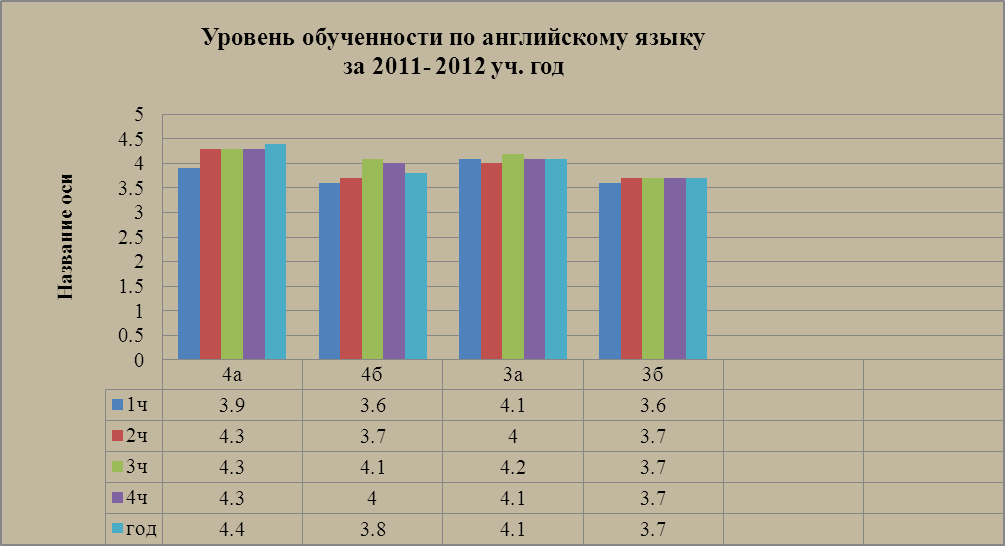 Уровень обученности по английскому языку
за 2011- 2012 уч. год
Название оси
5
4.5
4
3.5
3
2.5
2
1.5
1
0.5
0
4а 4б 3а 3б
1ч 3.9 3.6 4.1 3.6
2ч 4.3 3.7 4 3.7
3ч 4.3 4.1 4.2 3.7
4ч 4.3 4 4.1 3.7
год 4.4 3.8 4.1 3.7